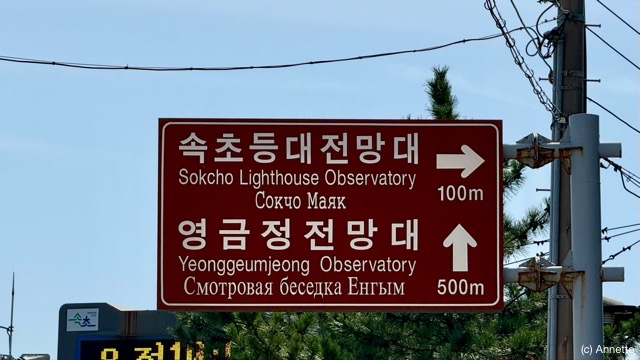 속초등대전망대
Sokcho Lighthouse Observatory
Сокчо Маяк
100m
영금정전망대
Yeonggeumjeong Observatory
Смотровая беседка Енгым
500m
속초
(c) Annette